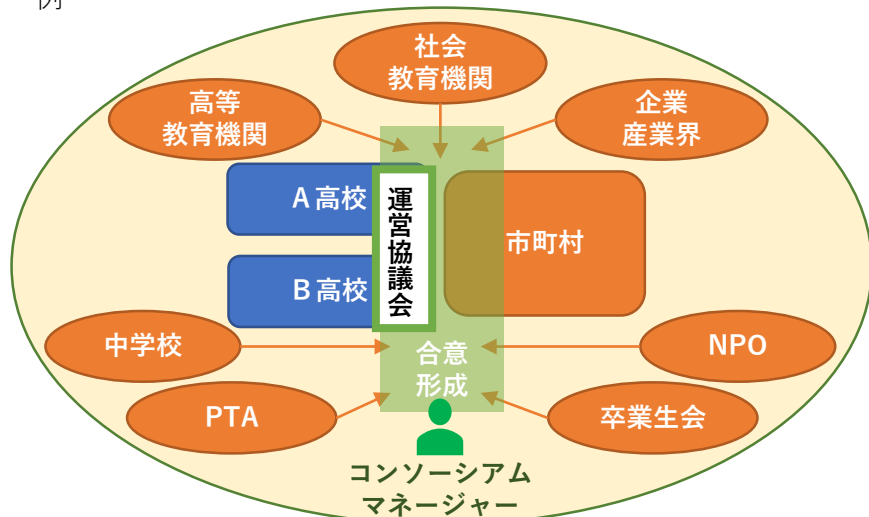 例
社会
教育機関
高等
教育機関
企業
産業界
A高校
運営協議会
市町村
B高校
中学校
合意
形成
NPO
PTA
卒業生会
コンソーシアム
マネージャー